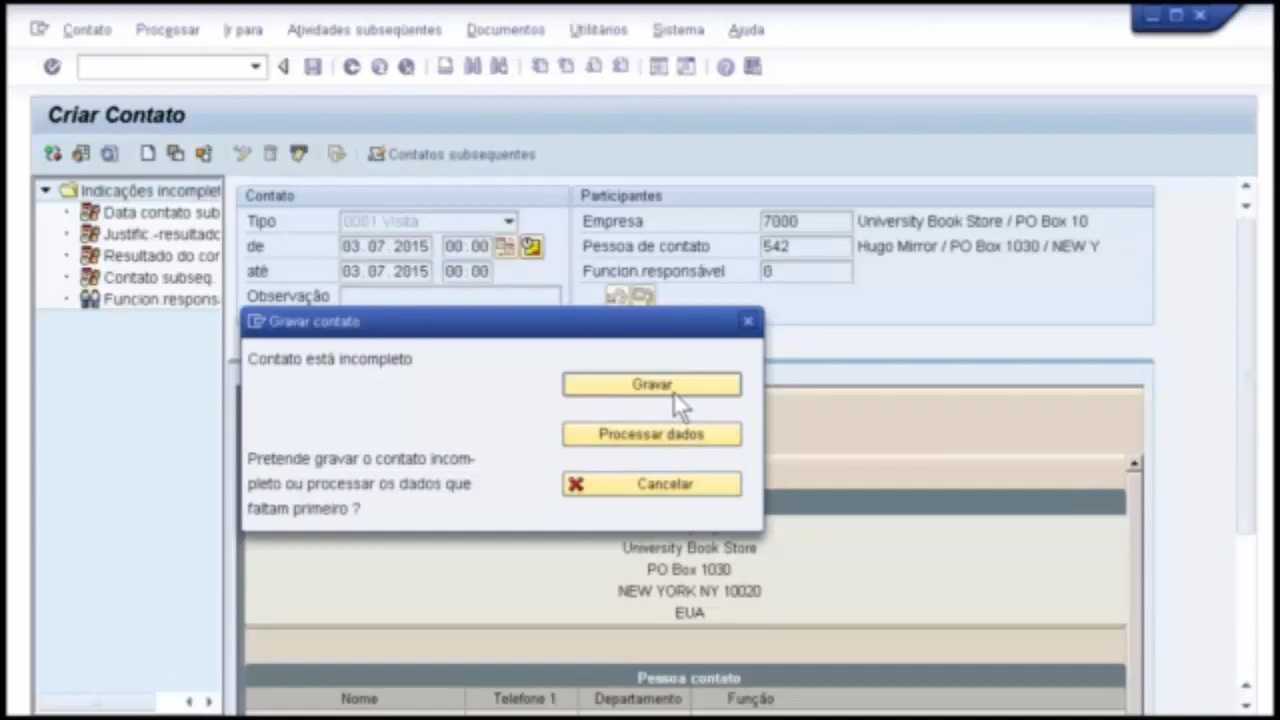 Contato Processar Ir para Atividades subseqüentes Documentos Utilitários Sistema Ajuda
Criar Contato
Contatos subsequentes
Indicações incomplet
Data contato sub
Justific.-resultado
Resultado do cor
Contato subseq.
Funcion.respons.
Contato
Tipo 0001 Visita
de 03.07.2015 00:00
até 03.07.2015 00:00
Observação
Participantes
Empresa 7000 University Book Store / PO Box 10
Pessoa de contato 542 Hugo Mirror / PO Box 1030 / NEW Y
Funcion.responsável 0
Gravar contato
Contato está incompleto
Gravar
Processar dados
Pretende gravar o contato incom-
pleto ou processar os dados que
faltam primeiro ?
Cancelar
University Book Store
PO Box 1030
NEW YORK NY 10020
EUA
Pessoa contato
Nome Telefone 1 Departamento Função